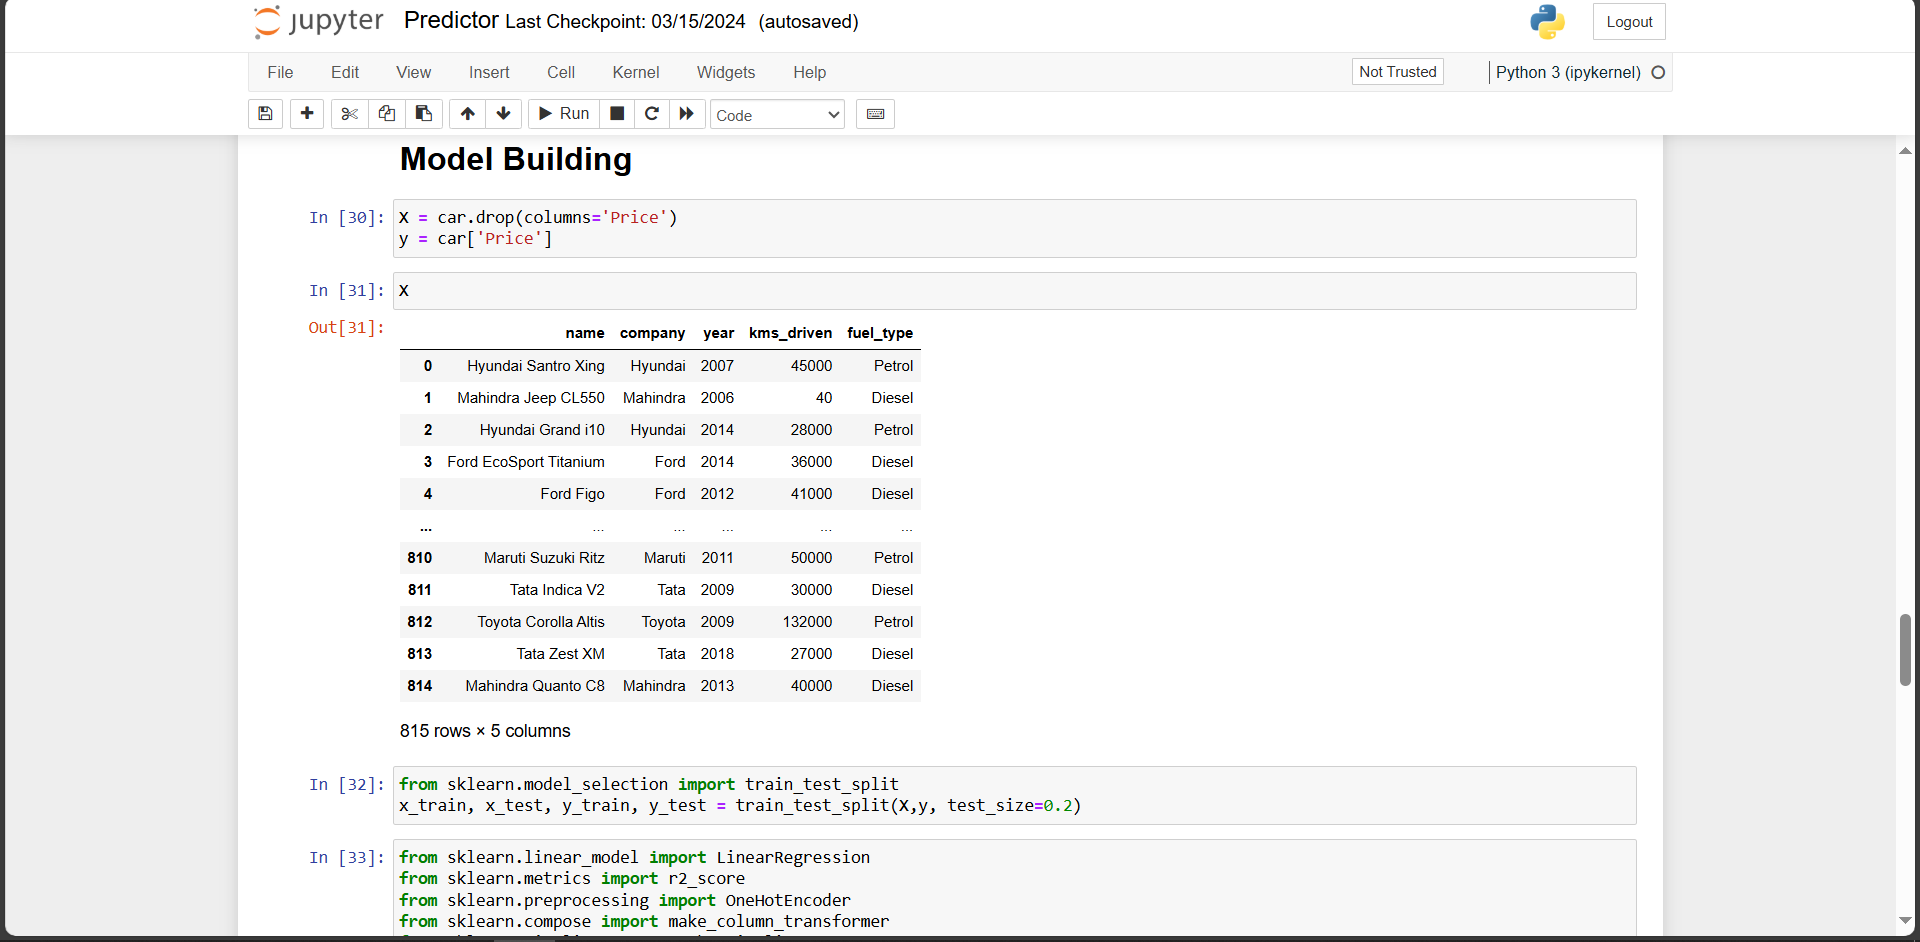 jupyter Predictor Last Checkpoint: 03/15/2024 (autosaved) Logout
File Edit View Insert Cell Kernel Widgets Help Not Trusted Python 3 (ipykernel)
Run Code
Model Building
In [30]: X = car.drop(columns='Price')
y = car['Price']
In [31]: X
Out[31]:
name company year kms_driven fuel_type
0 Hyundai Santro Xing Hyundai 2007 45000 Petrol
1 Mahindra Jeep CL550 Mahindra 2006 40 Diesel
2 Hyundai Grand i10 Hyundai 2014 28000 Petrol
3 Ford EcoSport Titanium Ford 2014 36000 Diesel
4 Ford Figo Ford 2012 41000 Diesel
... ... ... ... ... ...
810 Maruti Suzuki Ritz Maruti 2011 50000 Petrol
811 Tata Indica V2 Tata 2009 30000 Diesel
812 Toyota Corolla Altis Toyota 2009 132000 Petrol
813 Tata Zest XM Tata 2018 27000 Diesel
814 Mahindra Quanto C8 Mahindra 2013 40000 Diesel
815 rows × 5 columns
In [32]: from sklearn.model_selection import train_test_split
x_train, x_test, y_train, y_test = train_test_split(X,y, test_size=0.2)
In [33]: from sklearn.linear_model import LinearRegression
from sklearn.metrics import r2_score
from sklearn.preprocessing import OneHotEncoder
from sklearn.compose import make_column_transformer